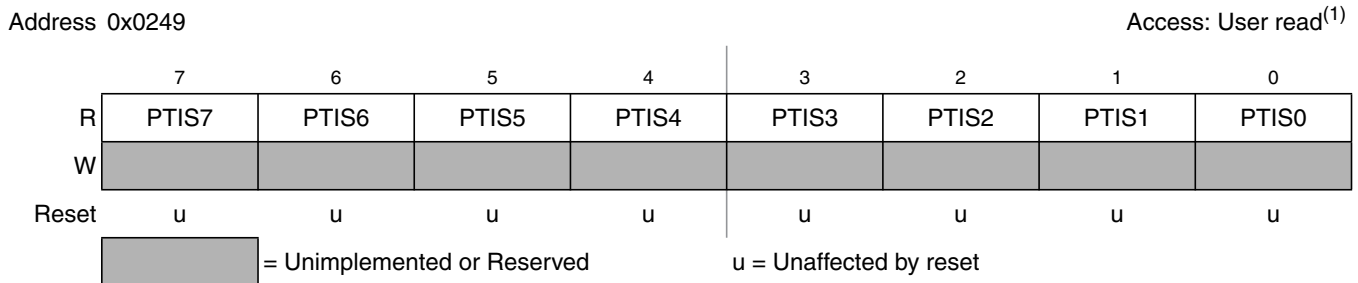 Address 0x0249 Access: User read(1)
7 6 5 4 3 2 1 0
R PTIS7 PTIS6 PTIS5 PTIS4 PTIS3 PTIS2 PTIS1 PTIS0
W
Reset u u u u u u u u
= Unimplemented or Reserved u = Unaffected by reset